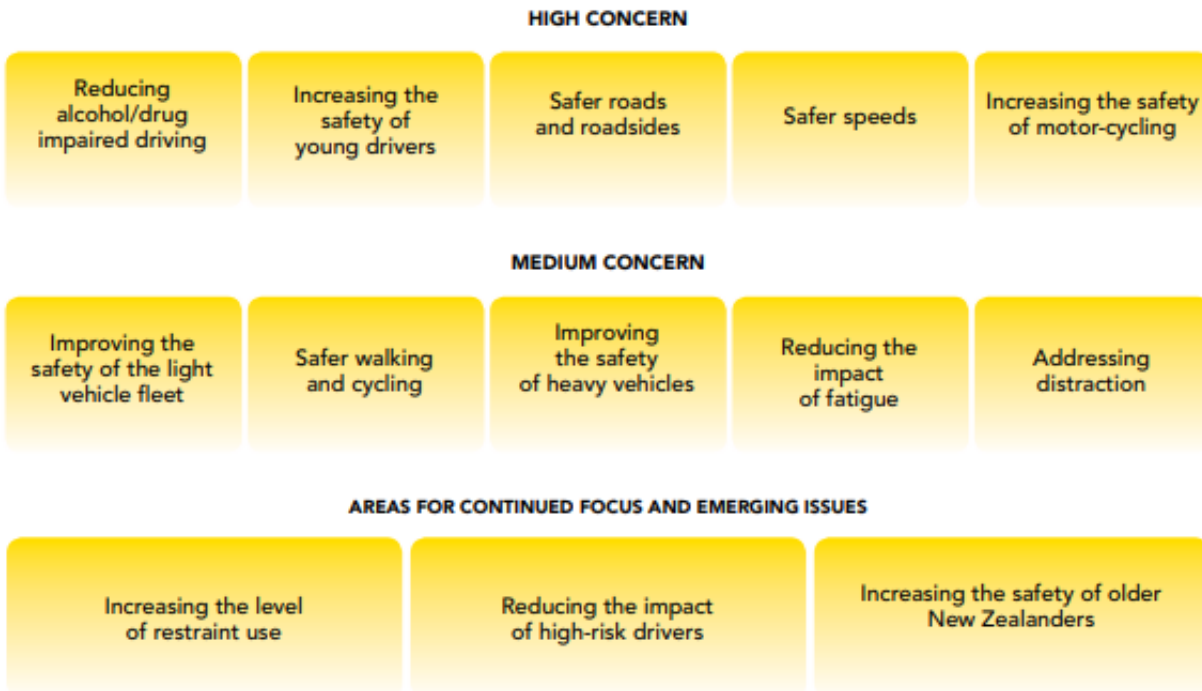 HIGH CONCERN
Reducing
alcohol/drug
impaired driving
Increasing the
safety of
young drivers
Safer roads
and roadsides
Safer speeds
Increasing the safety
of motor-cycling
MEDIUM CONCERN
Improving the
safety of the light
vehicle fleet
Safer walking
and cycling
Improving
the safety
of heavy vehicles
Reducing the
impact
of fatigue
Addressing
distraction
AREAS FOR CONTINUED FOCUS AND EMERGING ISSUES
Increasing the level
of restraint use
Reducing the impact
of high-risk drivers
Increasing the safety of older
New Zealanders